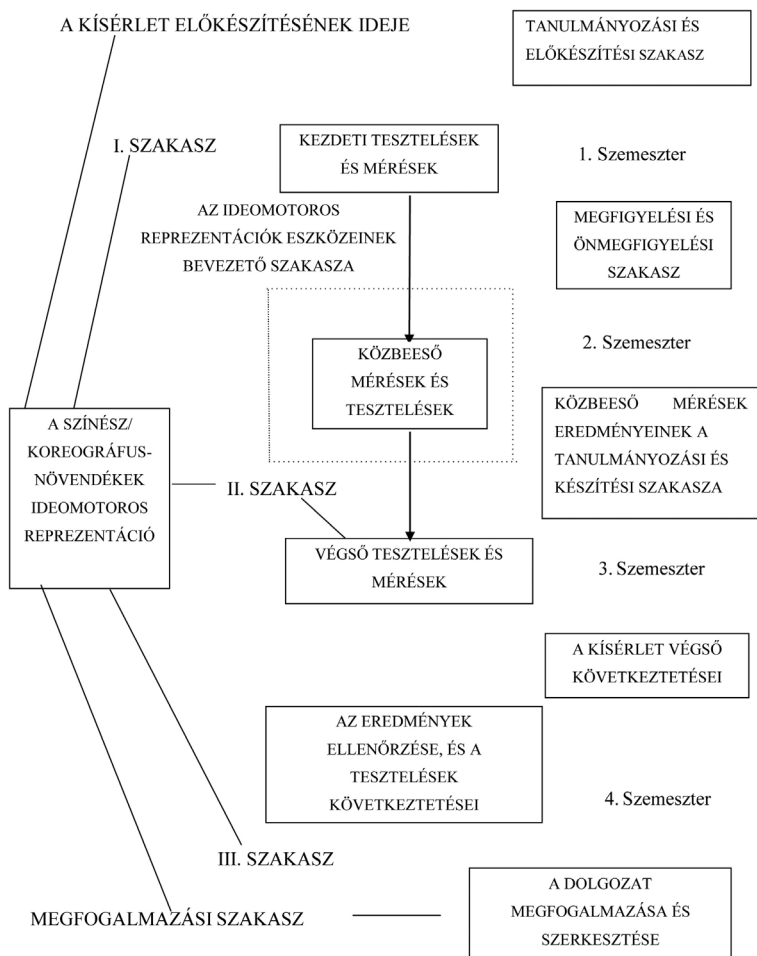 A KÍSÉRLET ELŐKÉSZÍTÉSÉNEK IDEJE
TANULMÁNYOZÁSI ÉS
ELŐKÉSZÍTÉSI SZAKASZ
I. SZAKASZ
KEZDETI TESZTELÉSEK
ÉS MÉRÉSEK
1. Szemeszter
AZ IDEOMOTOROS
REPREZENTÁCIÓK ESZKÖZEINEK
BEVEZETŐ SZAKASZA
MEGFIGYELÉSI ÉS
ÖNMEGFIGYELÉSI
SZAKASZ
2. Szemeszter
KÖZBEESŐ
MÉRÉSEK ÉS
TESZTELÉSEK
KÖZBEESŐ MÉRÉSEK
EREDMÉNYEINEK A
TANULMÁNYOZÁSI ÉS
KÉSZÍTÉSI SZAKASZA
A SZÍNÉSZ/
KOREOGRÁFUS-
NÖVENDÉKEK
IDEOMOTOROS
REPREZENTÁCIÓ
II. SZAKASZ
VÉGSŐ TESZTELÉSEK ÉS
MÉRÉSEK
3. Szemeszter
A KÍSÉRLET VÉGSŐ
KÖVETKEZTETÉSEI
AZ EREDMÉNYEK
ELLENŐRZÉSE, ÉS A
TESZTELÉSEK
KÖVETKEZTETÉSEI
4. Szemeszter
III. SZAKASZ
MEGFOGALMAZÁSI SZAKASZ
A DOLGOZAT
MEGFOGALMAZÁSA ÉS
SZERKESZTÉSE